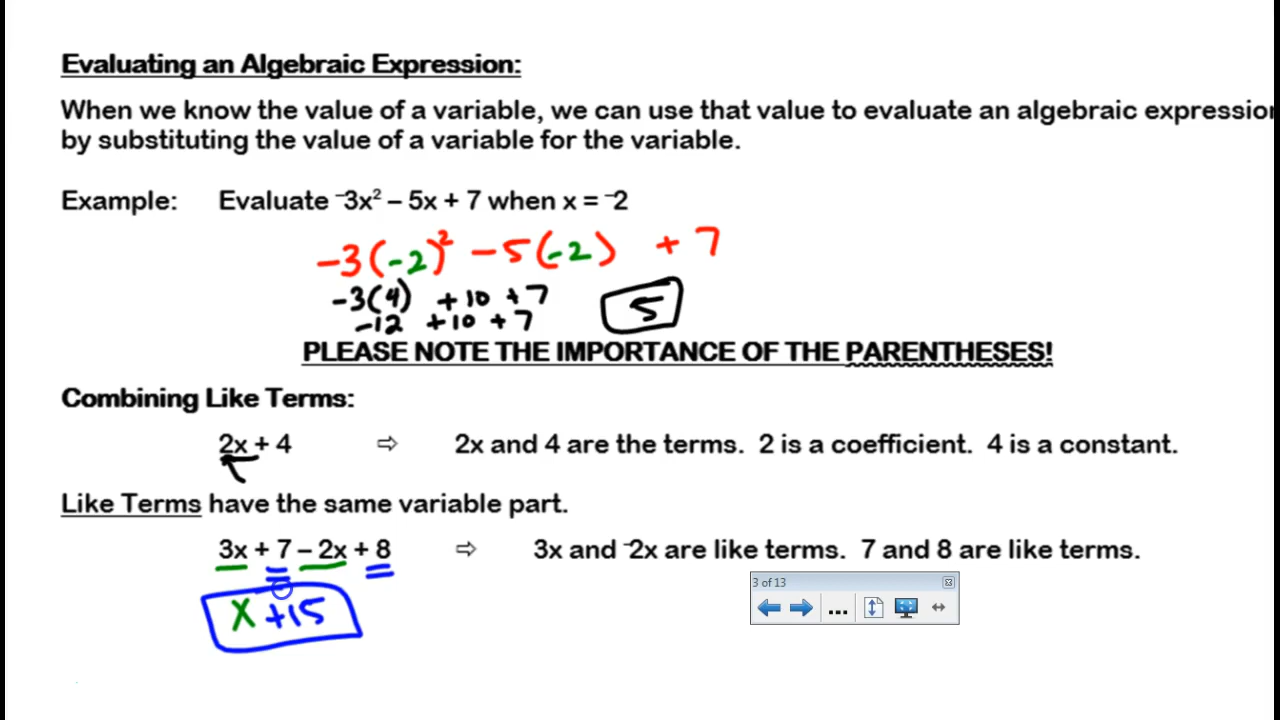 Evaluating an Algebraic Expression:
When we know the value of a variable, we can use that value to evaluate an algebraic expression
by substituting the value of a variable for the variable.
Example: Evaluate ⁻3x² – 5x + 7 when x = ⁻2
-3(-2)² -5(-2) + 7
-3(4) +10 +7 5
-12 +10 +7
PLEASE NOTE THE IMPORTANCE OF THE PARENTHESES!
Combining Like Terms:
2x + 4 ⇨ 2x and 4 are the terms. 2 is a coefficient. 4 is a constant.
Like Terms have the same variable part.
3x + 7 – 2x + 8 ⇨ 3x and ⁻2x are like terms. 7 and 8 are like terms.
3 of 13
x +15